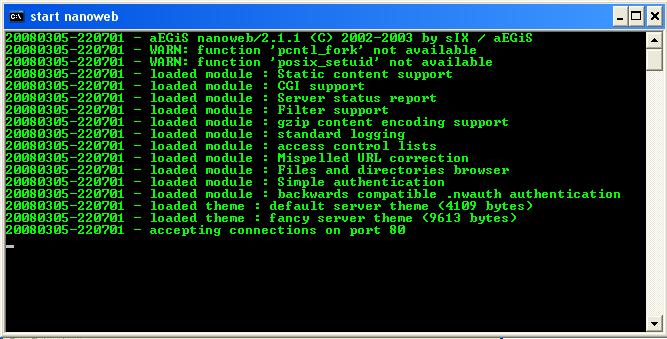 start nanoweb
20080305-220701 - aEGiS nanoweb/2.1.1 (C) 2002-2003 by sIX / aEGiS
20080305-220701 - WARN: function 'pcntl_fork' not available
20080305-220701 - WARN: function 'posix_setuid' not available
20080305-220701 - loaded module : Static content support
20080305-220701 - loaded module : CGI support
20080305-220701 - loaded module : Server status report
20080305-220701 - loaded module : Filter support
20080305-220701 - loaded module : gzip content encoding support
20080305-220701 - loaded module : standard logging
20080305-220701 - loaded module : access control lists
20080305-220701 - loaded module : Mispelled URL correction
20080305-220701 - loaded module : Files and directories browser
20080305-220701 - loaded module : Simple authentication
20080305-220701 - loaded module : backwards compatible .nwauth authentication
20080305-220701 - loaded theme : default server theme (4109 bytes)
20080305-220701 - loaded theme : fancy server theme (9613 bytes)
20080305-220701 - accepting connections on port 80